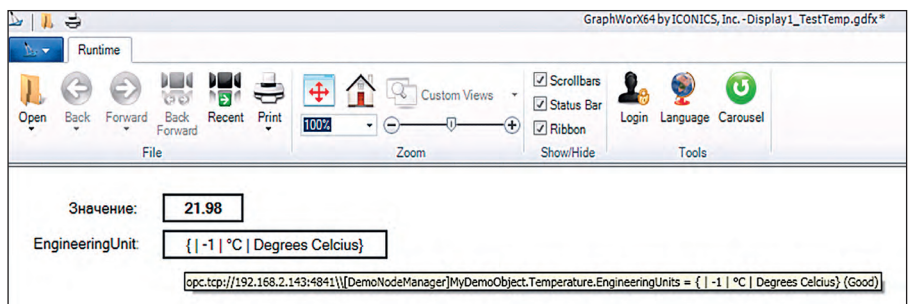 GraphWorX64 by ICONICS, Inc. - Display1_TestTemp.gdfx*
Runtime
Open
Back
Forward
Back Forward
Recent
Print
100%
Custom Views
Scrollbars
Status Bar
Ribbon
Login
Language
Carousel
File
Zoom
Show/Hide
Tools
Значение: 21.98
EngineeringUnit: { | -1 | °C | Degrees Celcius}
opc.tcp://192.168.2.143:4841\\[DemoNodeManager]MyDemoObject.Temperature.EngineeringUnits = { | -1 | °C | Degrees Celcius} (Good)